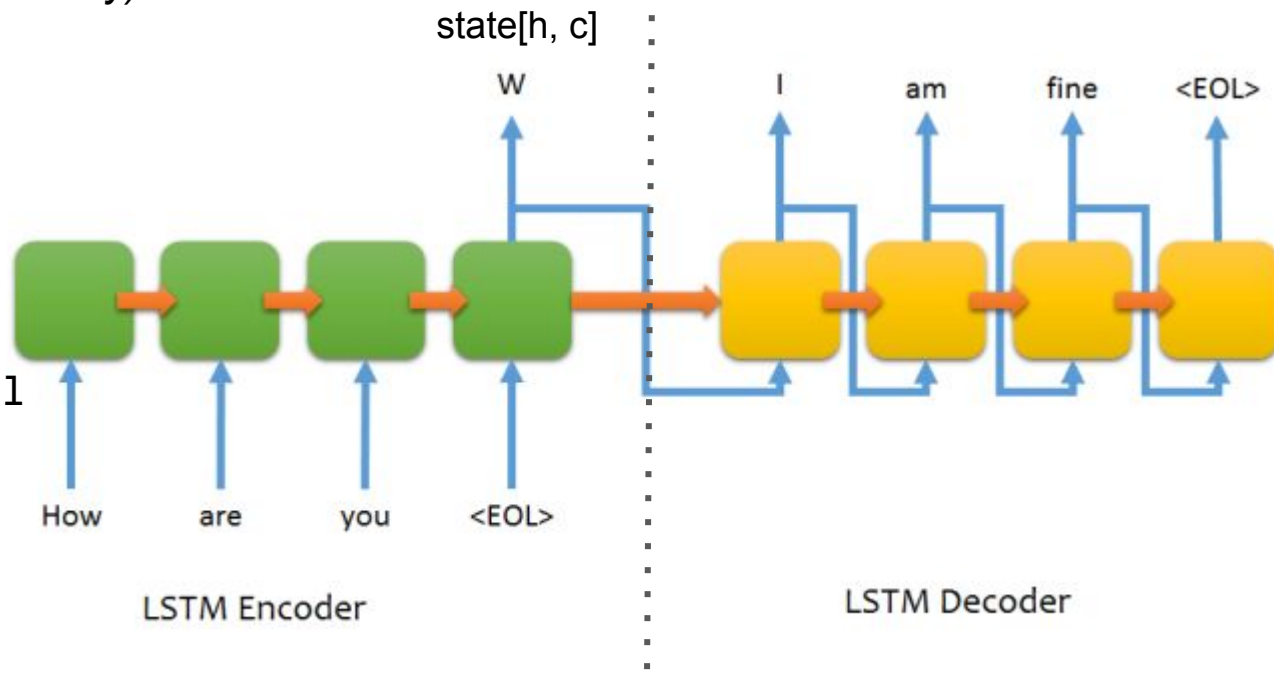 y)
state[h, c]
W
I am fine <EOL>
l
How are you <EOL>
LSTM Encoder
LSTM Decoder